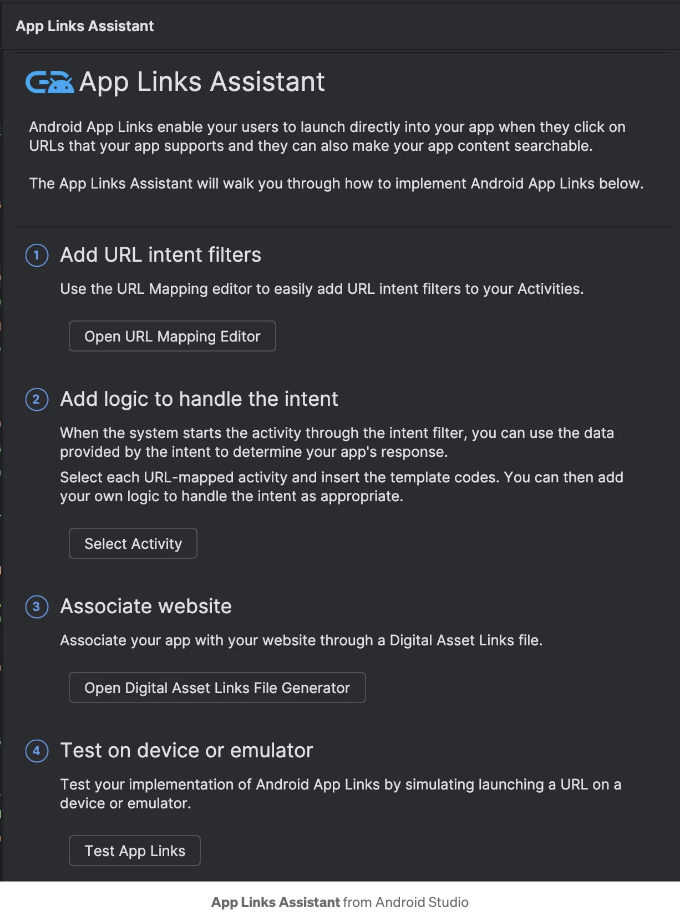 App Links Assistant
App Links Assistant
Android App Links enable your users to launch directly into your app when they click on
URLs that your app supports and they can also make your app content searchable.
The App Links Assistant will walk you through how to implement Android App Links below.
1 Add URL intent filters
Use the URL Mapping editor to easily add URL intent filters to your Activities.
Open URL Mapping Editor
2 Add logic to handle the intent
When the system starts the activity through the intent filter, you can use the data
provided by the intent to determine your app's response.
Select each URL-mapped activity and insert the template codes. You can then add
your own logic to handle the intent as appropriate.
Select Activity
3 Associate website
Associate your app with your website through a Digital Asset Links file.
Open Digital Asset Links File Generator
4 Test on device or emulator
Test your implementation of Android App Links by simulating launching a URL on a
device or emulator.
Test App Links
App Links Assistant from Android Studio